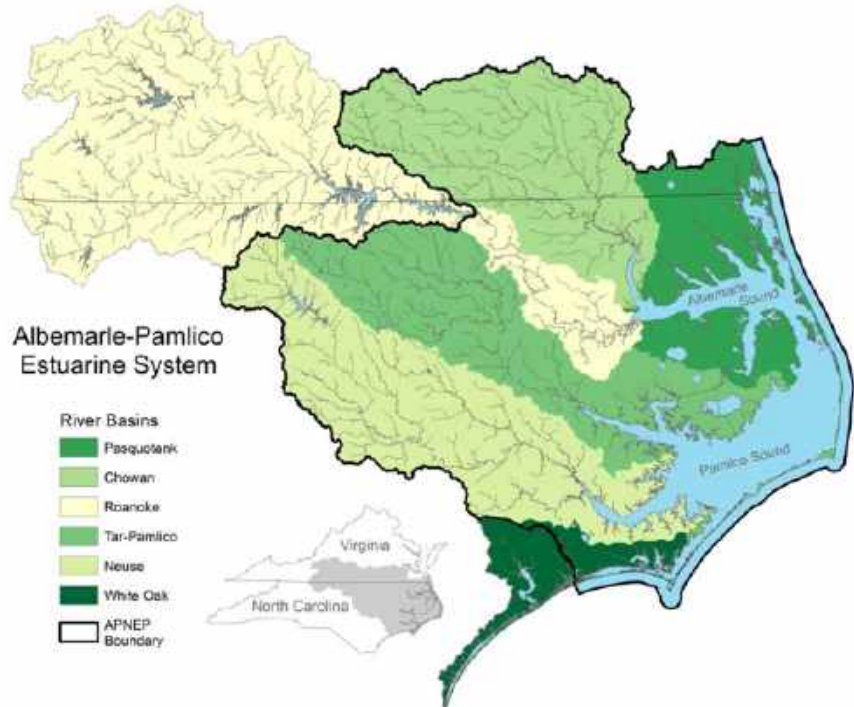 Albemarle-Pamlico
Estuarine System
River Basins
Pasquotank
Chowan
Roanoke
Tar-Pamlico
Neuse
White Oak
APNEP
Boundary
Virginia
North Carolina
Albemarle
Sound
Pamlico Sound